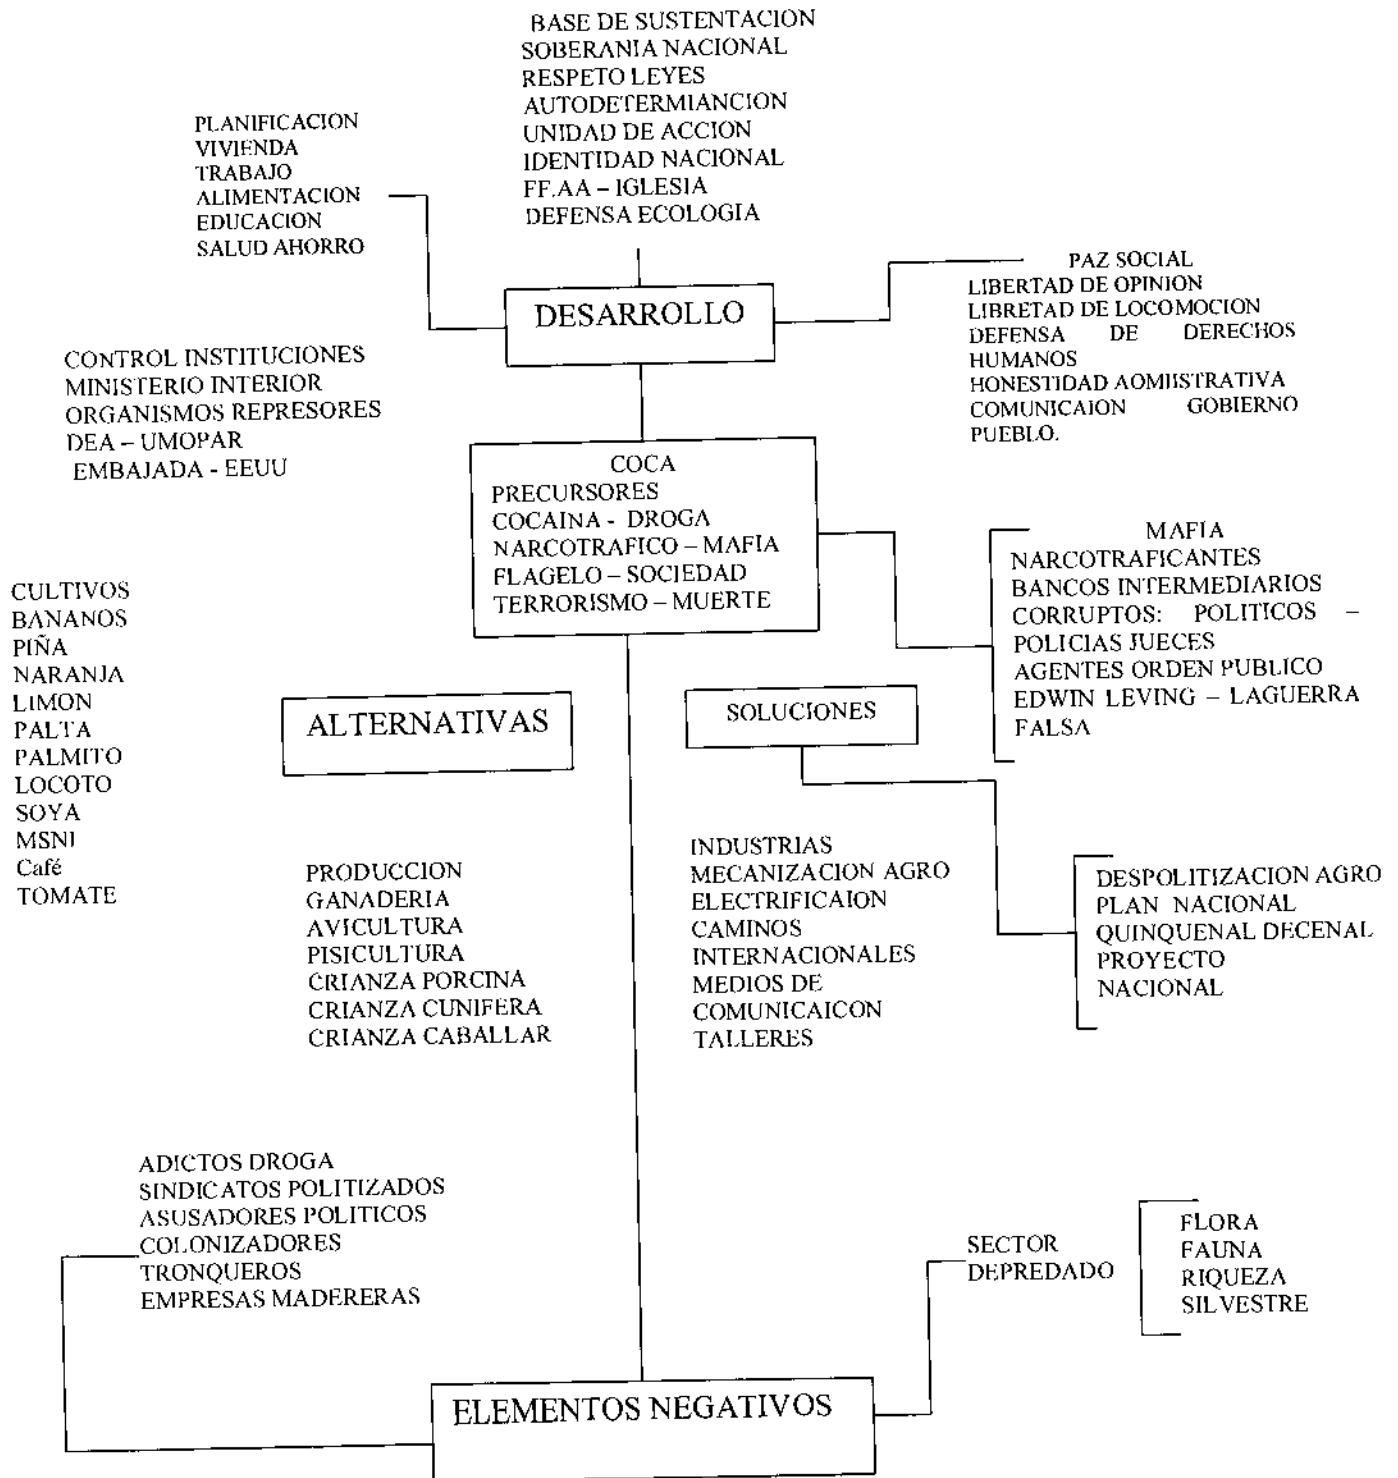 BASE DE SUSTENTACION
SOBERANIA NACIONAL
RESPETO LEYES
AUTODETERMIANCION
UNIDAD DE ACCION
IDENTIDAD NACIONAL
FF.AA – IGLESIA
DEFENSA ECOLOGIA
PLANIFICACION
VIVIENDA
TRABAJO
ALIMENTACION
EDUCACION
SALUD AHORRO
DESARROLLO
PAZ SOCIAL
LIBERTAD DE OPINION
LIBRETAD DE LOCOMOCION
DEFENSA DE DERECHOS
HUMANOS
HONESTIDAD AOMIISTRATIVA
COMUNICAION GOBIERNO
PUEBLO.
CONTROL INSTITUCIONES
MINISTERIO INTERIOR
ORGANISMOS REPRESORES
DEA – UMOPAR
EMBAJADA - EEUU
COCA
PRECURSORES
COCAINA - DROGA
NARCOTRAFICO – MAFIA
FLAGELO – SOCIEDAD
TERRORISMO – MUERTE
MAFIA
NARCOTRAFICANTES
BANCOS INTERMEDIARIOS
CORRUPTOS: POLITICOS –
POLICIAS JUECES
AGENTES ORDEN PUBLICO
EDWIN LEVING – LAGUERRA
FALSA
CULTIVOS
BANANOS
PIÑA
NARANJA
LIMON
PALTA
PALMITO
LOCOTO
SOYA
MSNI
Café
TOMATE
ALTERNATIVAS
SOLUCIONES
PRODUCCION
GANADERIA
AVICULTURA
PISICULTURA
CRIANZA PORCINA
CRIANZA CUNIFERA
CRIANZA CABALLAR
INDUSTRIAS
MECANIZACION AGRO
ELECTRIFICAION
CAMINOS
INTERNACIONALES
MEDIOS DE
COMUNICAICON
TALLERES
DESPOLITIZACION AGRO
PLAN NACIONAL
QUINQUENAL DECENAL
PROYECTO
NACIONAL
ADICTOS DROGA
SINDICATOS POLITIZADOS
ASUSADORES POLITICOS
COLONIZADORES
TRONQUEROS
EMPRESAS MADERERAS
SECTOR
DEPREDADO
FLORA
FAUNA
RIQUEZA
SILVESTRE
ELEMENTOS NEGATIVOS